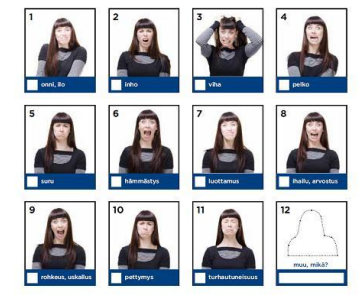 1
onni, ilo
2
inho
3
viha
4
pelko
5
suru
6
hämmästys
7
luottamus
8
ihailu, arvostus
9
rohkeus, uskallus
10
pettymys
11
turhautuneisuus
12
muu, mikä?